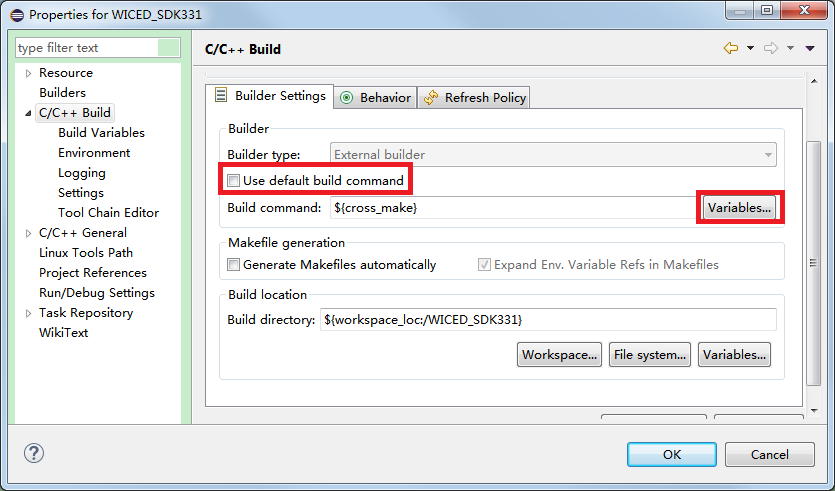 Properties for WICED_SDK331
type filter text
Resource
Builders
C/C++ Build
Build Variables
Environment
Logging
Settings
Tool Chain Editor
C/C++ General
Linux Tools Path
Project References
Run/Debug Settings
Task Repository
WikiText
C/C++ Build
Builder Settings Behavior Refresh Policy
Builder
Builder type: External builder
Use default build command
Build command: ${cross_make} Variables...
Makefile generation
Generate Makefiles automatically Expand Env. Variable Refs in Makefiles
Build location
Build directory: ${workspace_loc:/WICED_SDK331}
Workspace... File system... Variables...
? OK Cancel